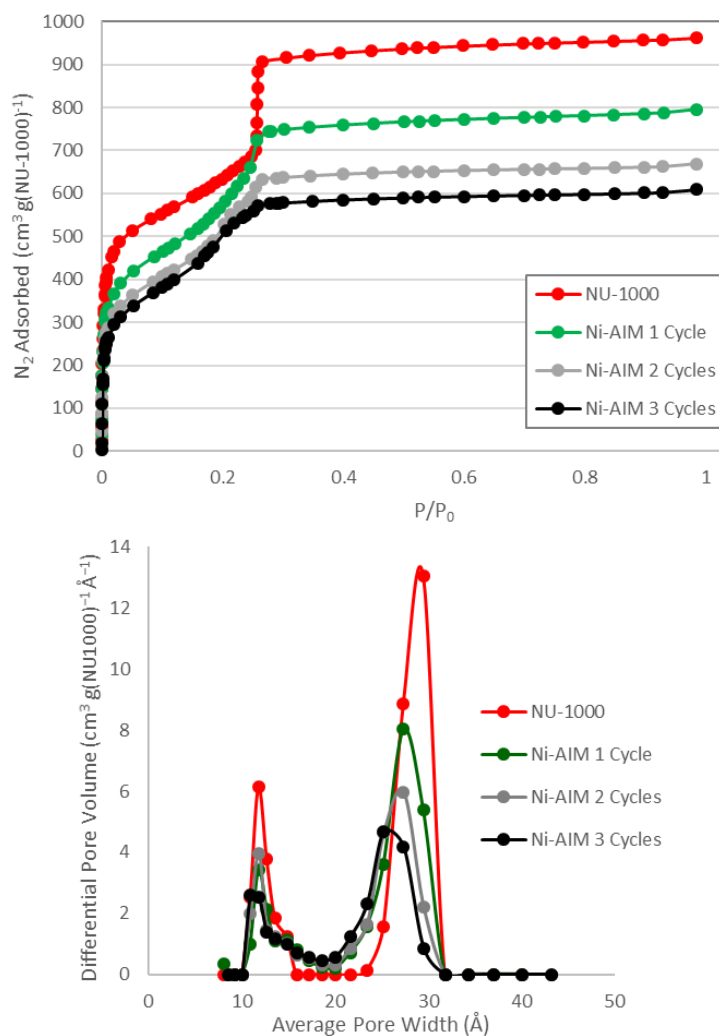 1000
900
800
700
600
500
400
300
200
100
0
N₂ Adsorbed (cm³ g(NU-1000)⁻¹)
NU-1000
Ni-AIM 1 Cycle
Ni-AIM 2 Cycles
Ni-AIM 3 Cycles
0 0.2 0.4 0.6 0.8 1
P/P₀
14
12
10
8
6
4
2
0
Differential Pore Volume (cm³ g(NU1000)⁻¹ Å⁻¹)
NU-1000
Ni-AIM 1 Cycle
Ni-AIM 2 Cycles
Ni-AIM 3 Cycles
0 10 20 30 40 50
Average Pore Width (Å)